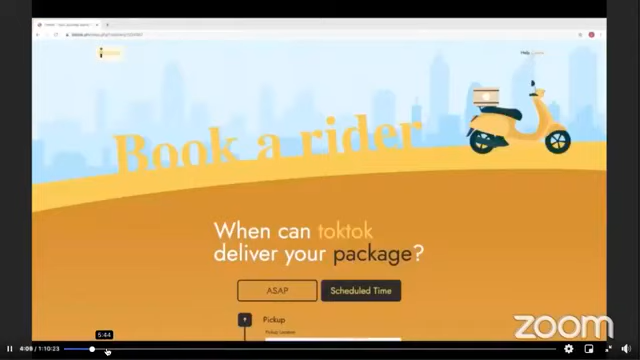 Book a rider
When can toktok
deliver your package?
ASAP
Scheduled Time
Pickup
zoom
5:44
4:08 / 1:10:23